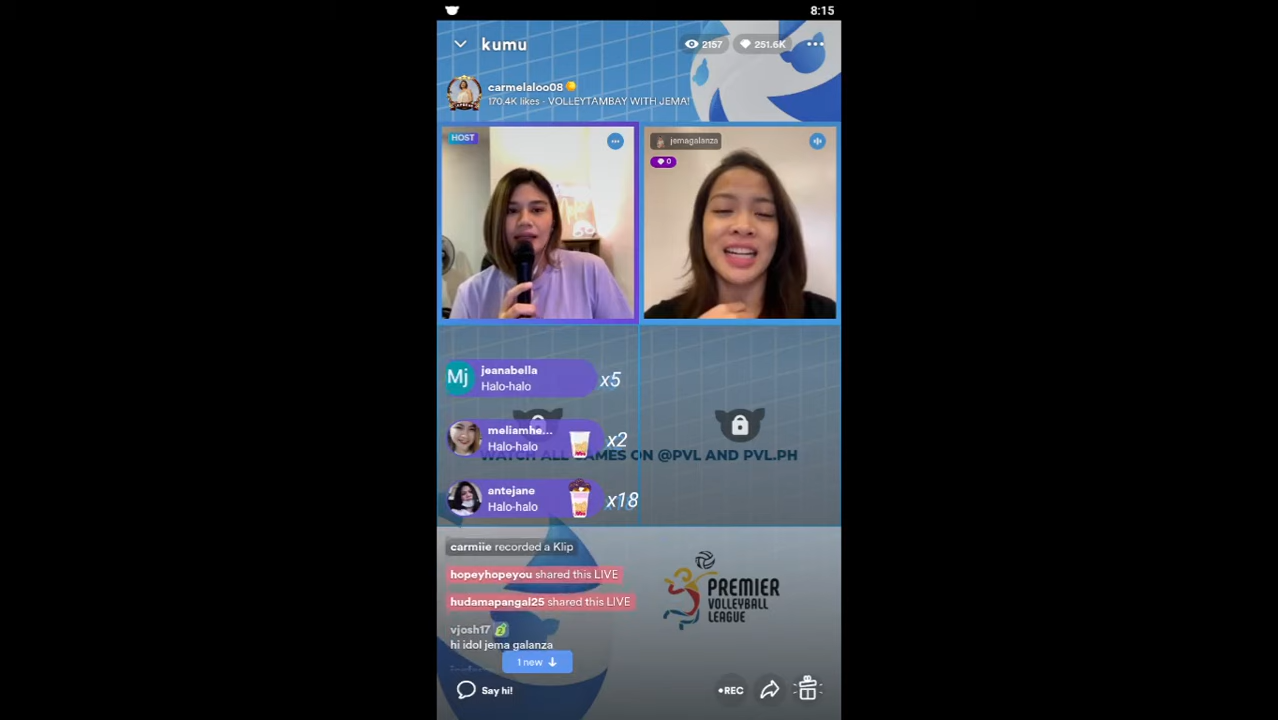 8:15
kumu
2157
251.6K
carmelaloo08
170.4K likes · VOLLEYTAMBAY WITH JEMA!
HOST
jemagalanza
0
jeanabella
Halo-halo
x5
meliamhe...
Halo-halo
x2
WATCH ALL GAMES ON @PVL AND PVL.PH
antejane
Halo-halo
x18
carmiie recorded a Klip
hopeyhopeyou shared this LIVE
hudamapangal25 shared this LIVE
PREMIER
VOLLEYBALL
LEAGUE
vjosh17
hi idol jema galanza
1 new
Say hi!
REC